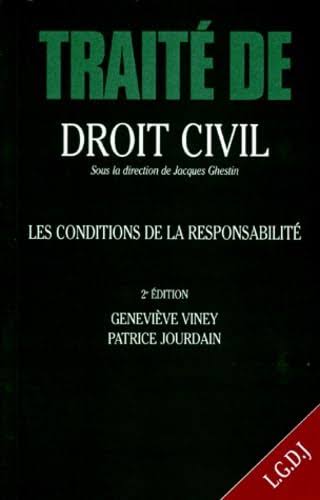 TRAITÉ DE
DROIT CIVIL
Sous la direction de Jacques Ghestin
LES CONDITIONS DE LA RESPONSABILITÉ
2e ÉDITION
GENEVIÈVE VINEY
PATRICE JOURDAIN
L.G.D.J